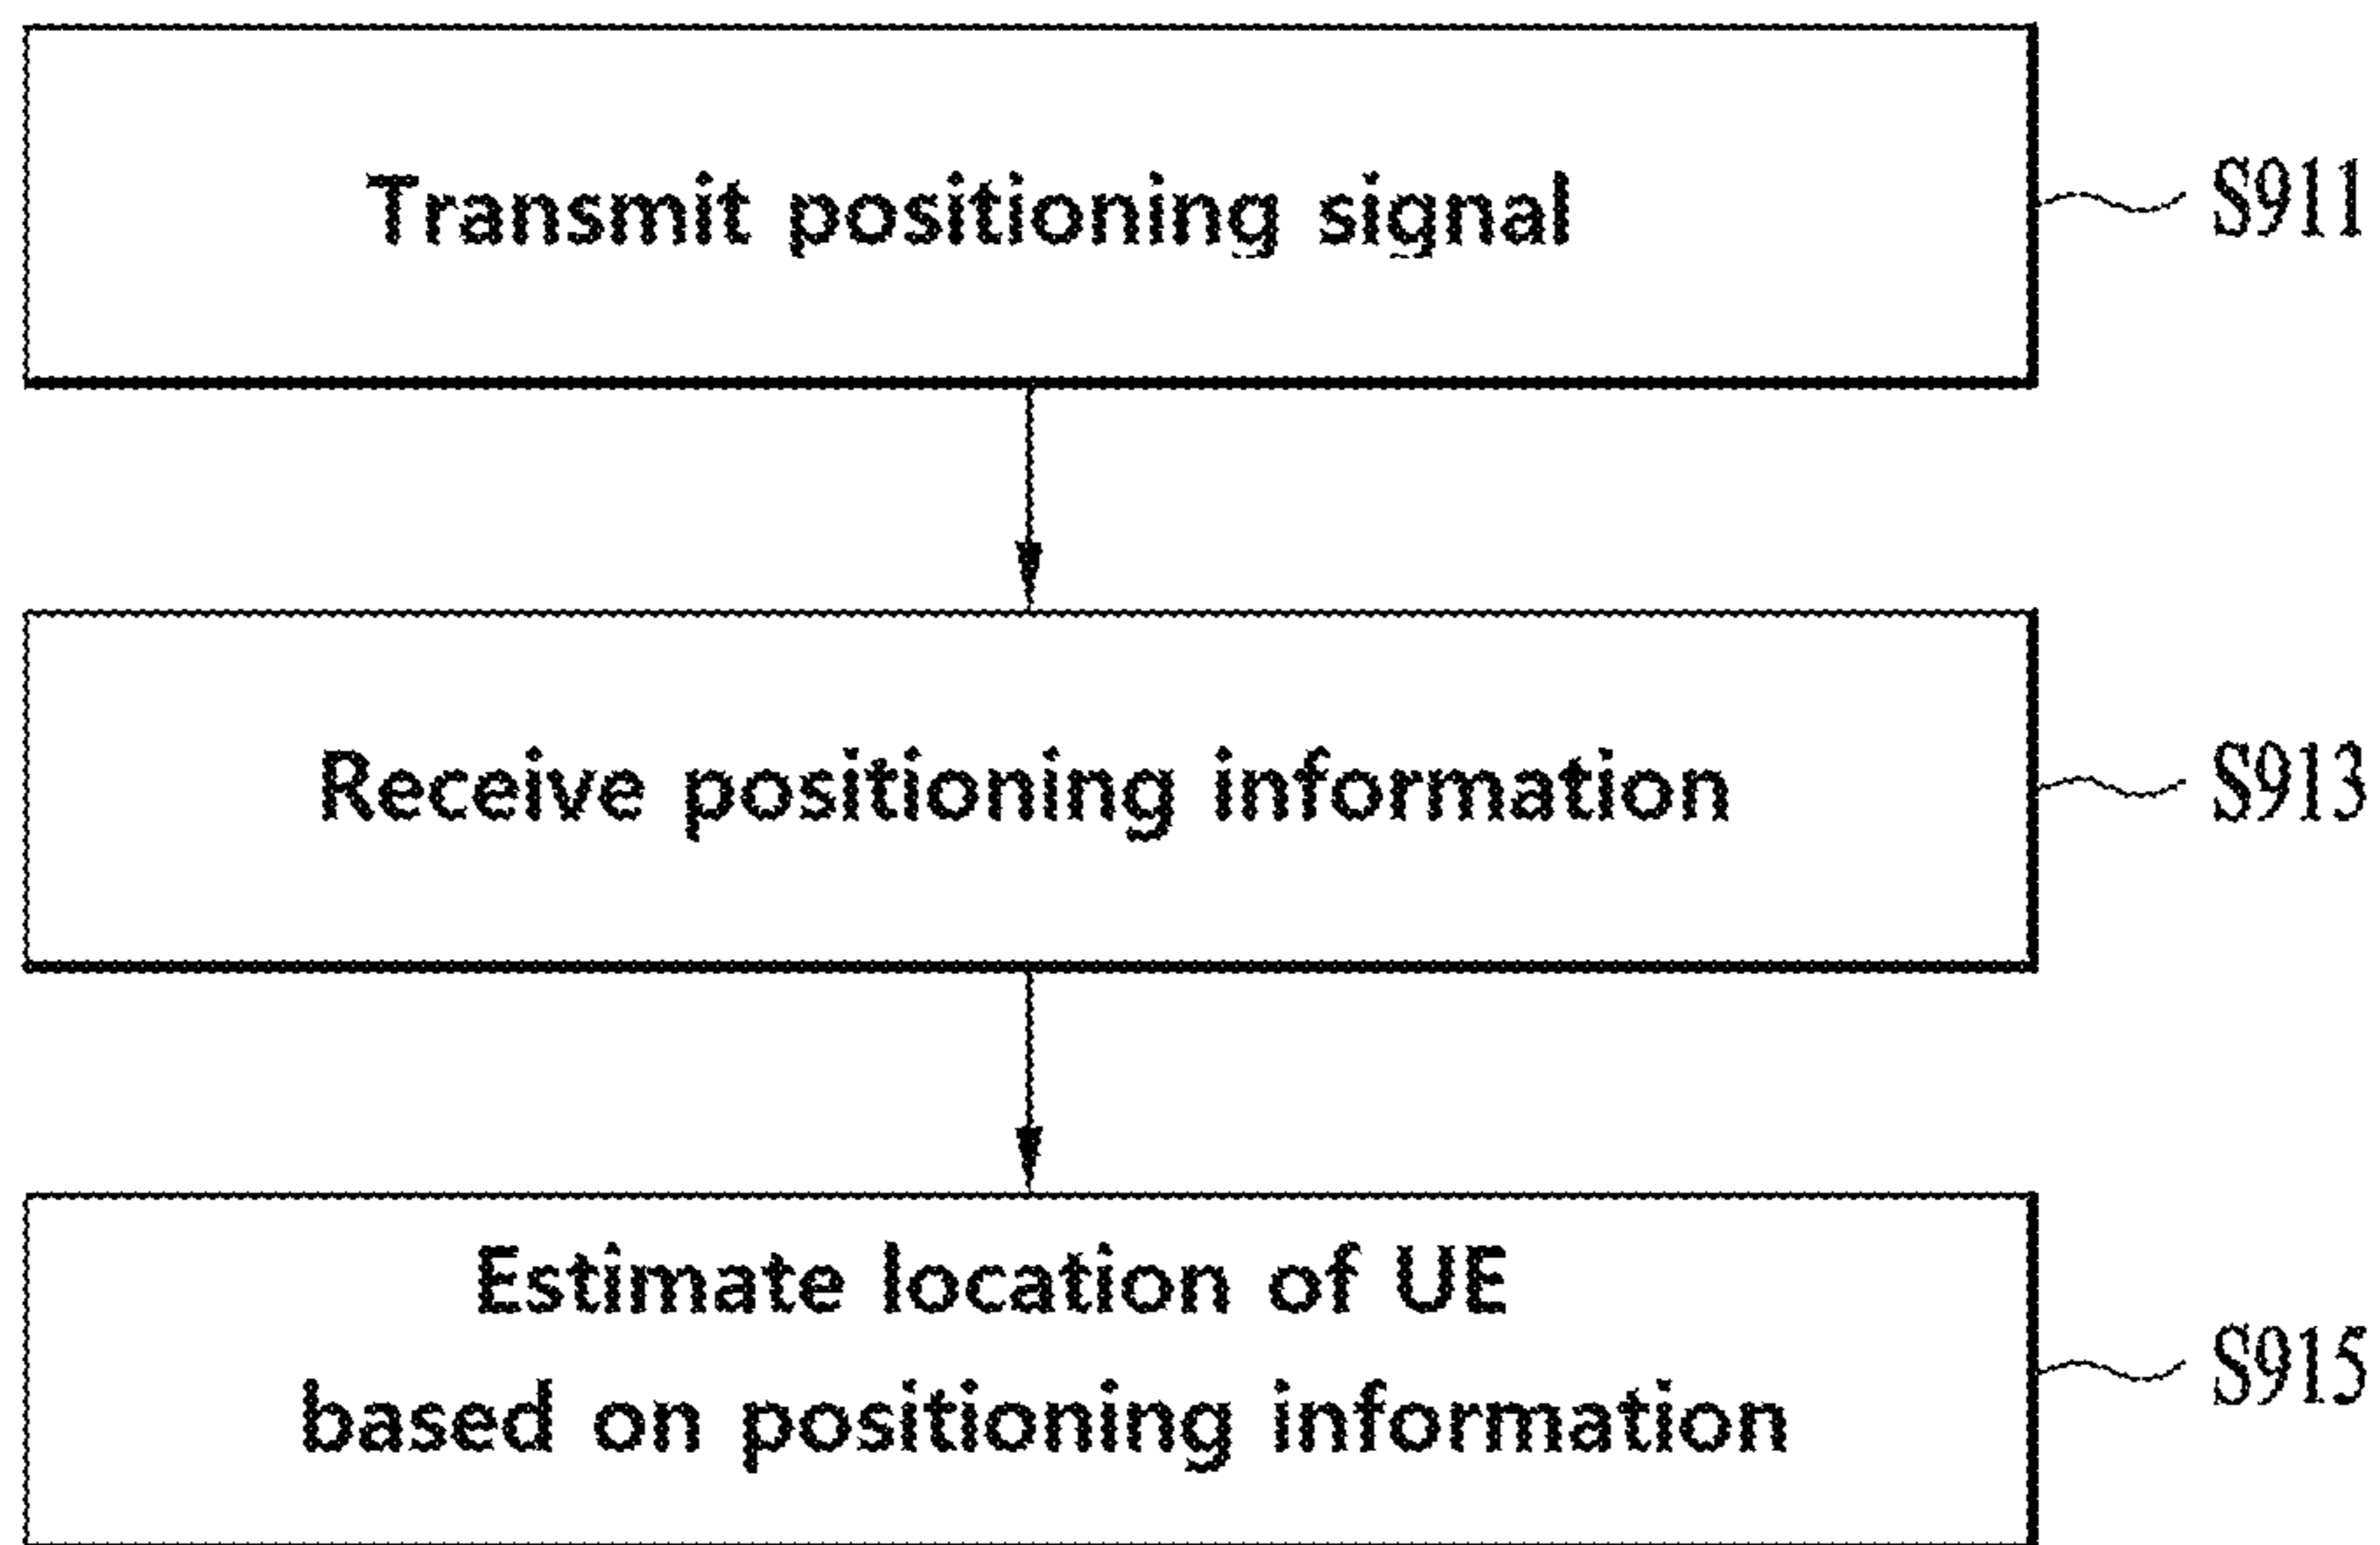 Transmit positioning signal
S911
Receive positioning information
S913
Estimate location of UE
based on positioning information
S915